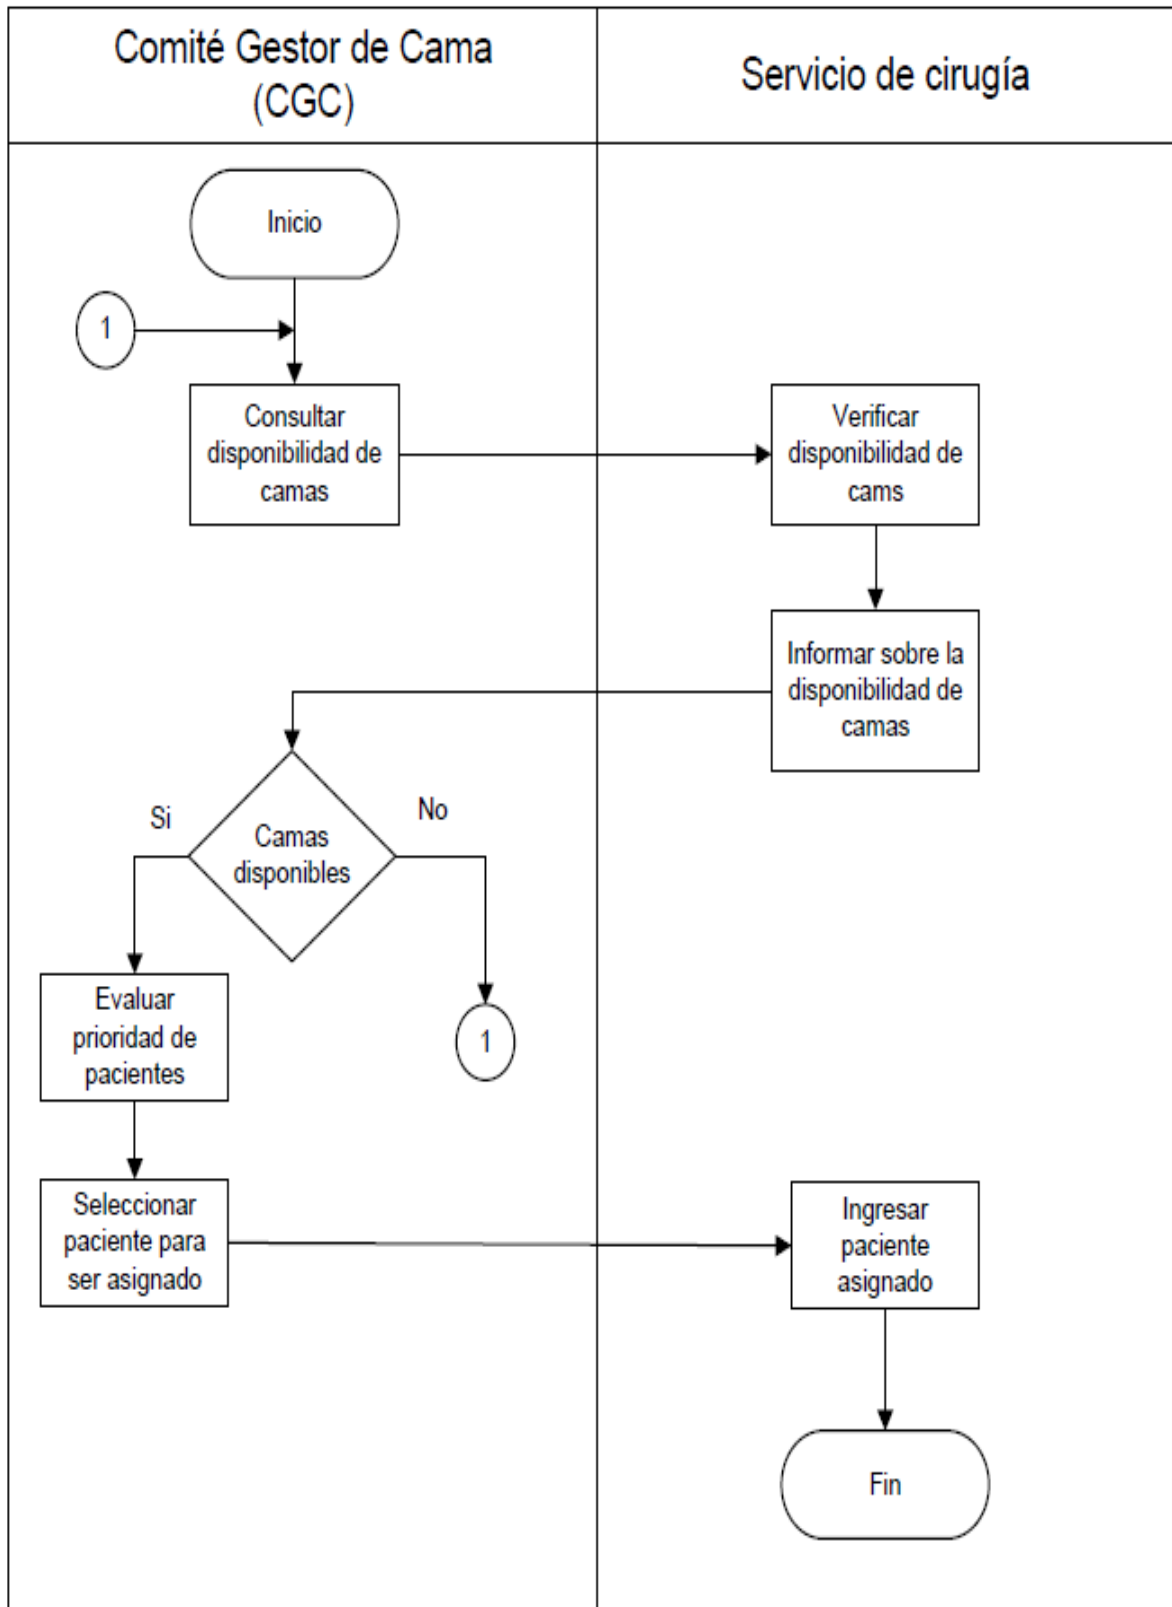 Comité Gestor de Cama
(CGC)
Servicio de cirugía
Inicio
1
Consultar
disponibilidad de
camas
Verificar
disponibilidad de
cams
Informar sobre la
disponibilidad de
camas
Si
No
Camas
disponibles
Evaluar
prioridad de
pacientes
1
Seleccionar
paciente para
ser asignado
Ingresar
paciente
asignado
Fin